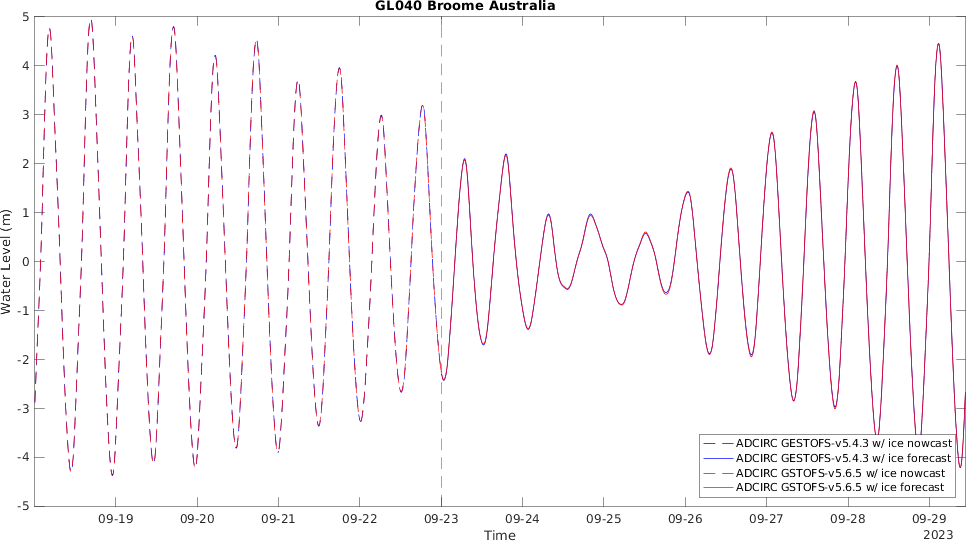 GL040 Broome Australia
5
4
3
2
1
0
-1
-2
-3
-4
-5
Water Level (m)
ADCIRC GESTOFS-v5.4.3 w/ ice nowcast
ADCIRC GESTOFS-v5.4.3 w/ ice forecast
ADCIRC GSTOFS-v5.6.5 w/ ice nowcast
ADCIRC GSTOFS-v5.6.5 w/ ice forecast
09-19 09-20 09-21 09-22 09-23 09-24 09-25 09-26 09-27 09-28 09-29
Time
2023